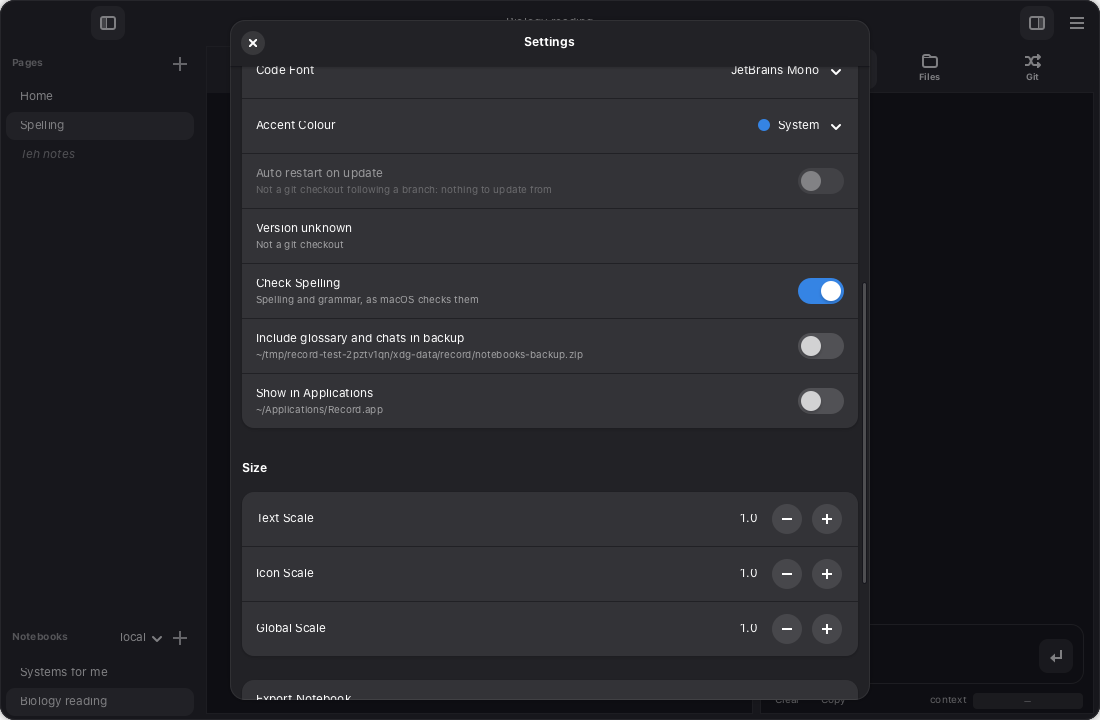 Biology reading
Settings
Pages
Home
Spelling
Teh notes
Files
Git
Code Font
JetBrains Mono
Accent Colour
System
Auto restart on update
Not a git checkout following a branch: nothing to update from
Version unknown
Not a git checkout
Check Spelling
Spelling and grammar, as macOS checks them
Include glossary and chats in backup
~/tmp/record-test-2pztv1qn/xdg-data/record/notebooks-backup.zip
Show in Applications
~/Applications/Record.app
Size
Text Scale
1.0
Icon Scale
1.0
Global Scale
1.0
Export Notebook
Notebooks
local
Systems for me
Biology reading
Clear
Copy
context